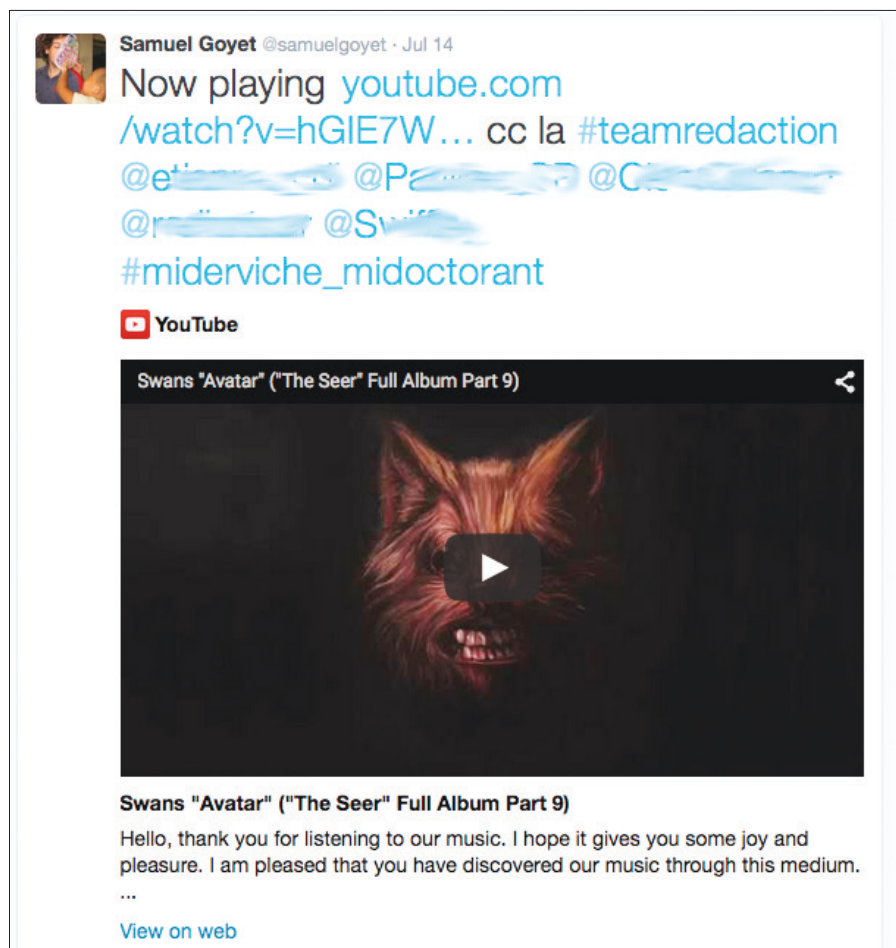 Samuel Goyet @samuelgoyet · Jul 14
Now playing youtube.com
/watch?v=hGIE7W... cc la #teamredaction
#miderviche_midoctorant
YouTube
Swans "Avatar" ("The Seer" Full Album Part 9)
Swans "Avatar" ("The Seer" Full Album Part 9)
Hello, thank you for listening to our music. I hope it gives you some joy and
pleasure. I am pleased that you have discovered our music through this medium.
...
View on web